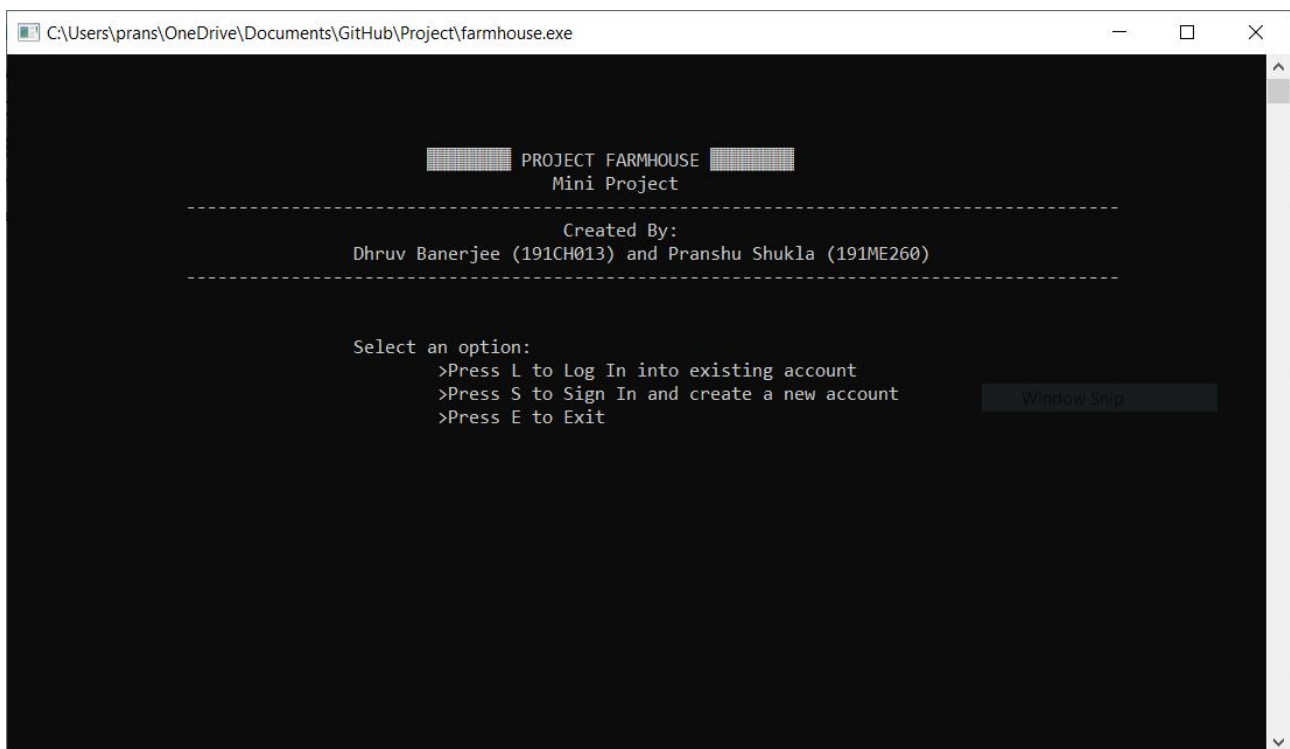 C:\Users\prans\OneDrive\Documents\GitHub\Project\farmhouse.exe
PROJECT FARMHOUSE
Mini Project
-----------------------------------------------------------------------------------------
Created By:
Dhruv Banerjee (191CH013) and Pranshu Shukla (191ME260)
-----------------------------------------------------------------------------------------
Select an option:
>Press L to Log In into existing account
>Press S to Sign In and create a new account
Window Snip
>Press E to Exit